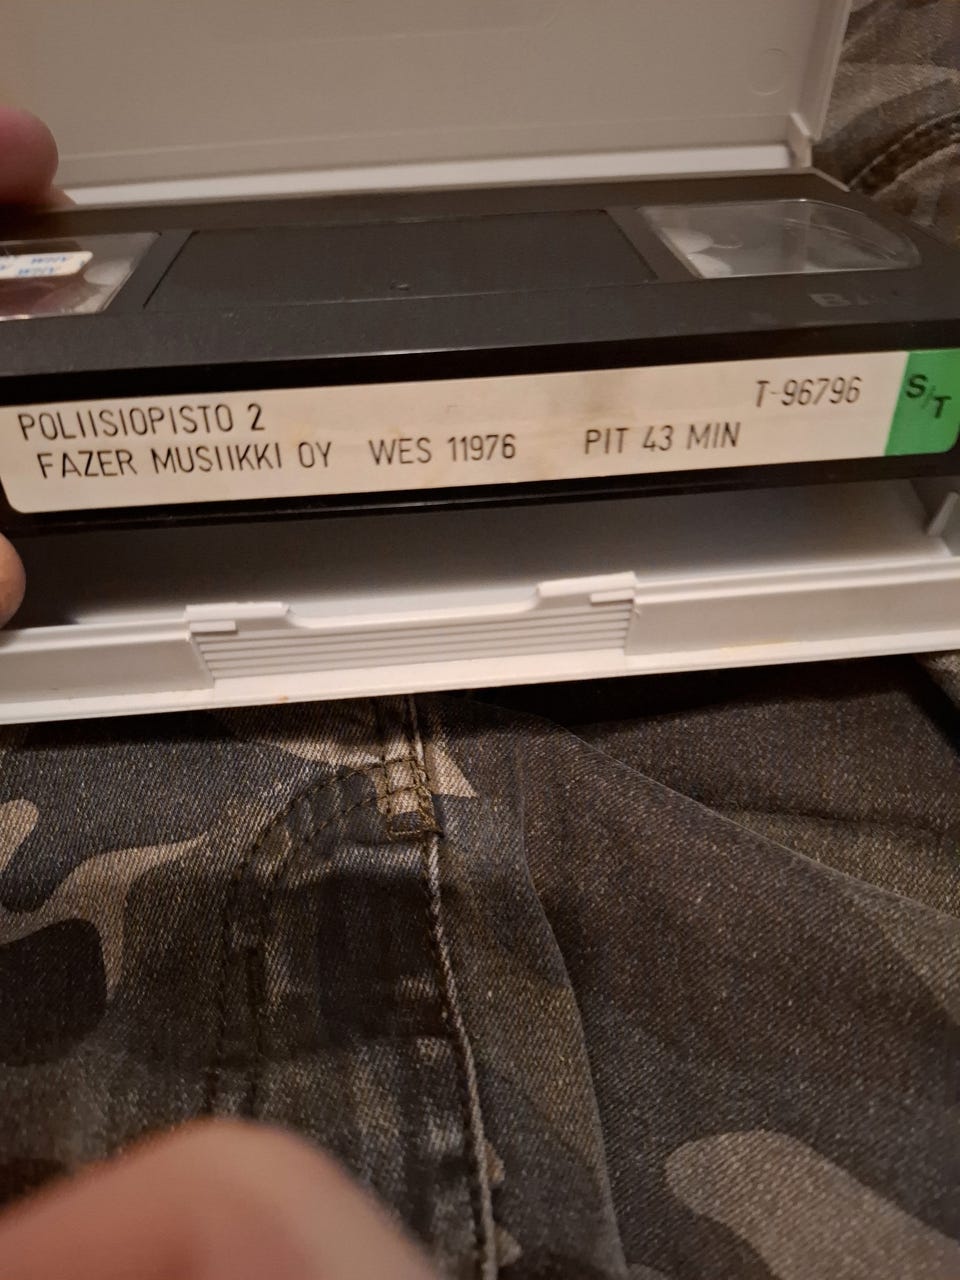 POLIISIOPISTO 2
T-96796
S/T
FAZER MUSIIKKI OY WES 11976 PIT 43 MIN